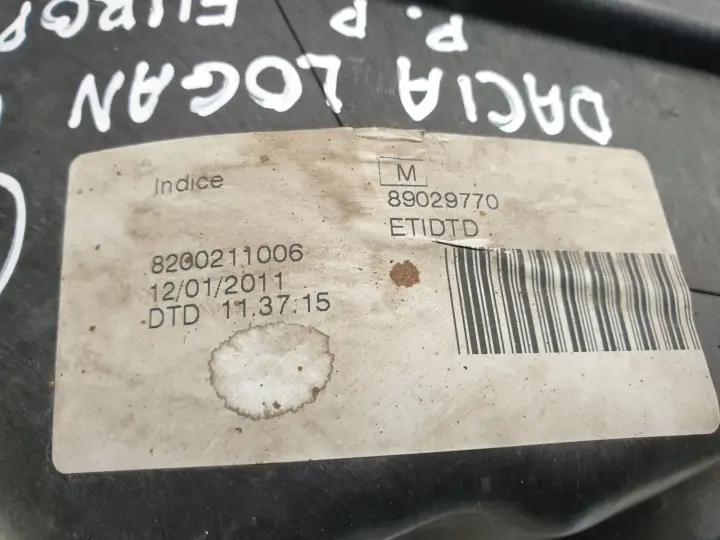 DACIA LOGAN
P.P
Indice
M
89029770
ETIDTD
8200211006
12/01/2011
DTD 11.37.15